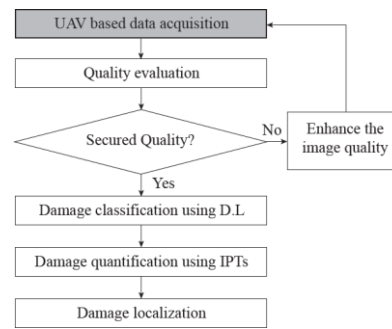 UAV based data acquisition
Quality evaluation
Secured Quality?
No
Enhance the
image quality
Yes
Damage classification using D.L
Damage quantification using IPTs
Damage localization